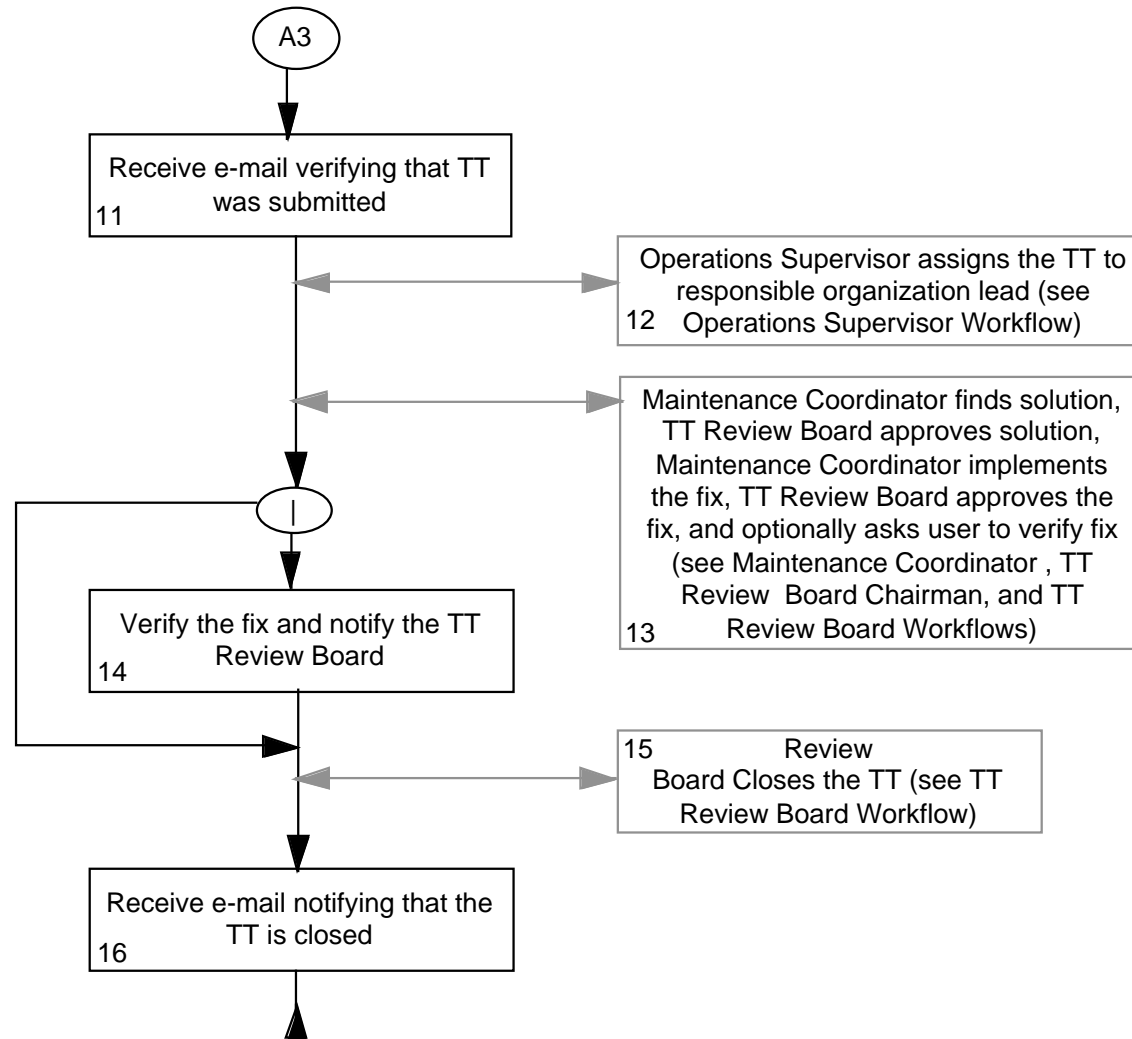 A3
Receive e-mail verifying that TT
was submitted
11
Operations Supervisor assigns the TT to
responsible organization lead (see
Operations Supervisor Workflow)
12
Maintenance Coordinator finds solution,
TT Review Board approves solution,
Maintenance Coordinator implements
the fix, TT Review Board approves the
fix, and optionally asks user to verify fix
(see Maintenance Coordinator , TT
Review Board Chairman, and TT
Review Board Workflows)
13
|
Verify the fix and notify the TT
Review Board
14
15 Review
Board Closes the TT (see TT
Review Board Workflow)
Receive e-mail notifying that the
TT is closed
16